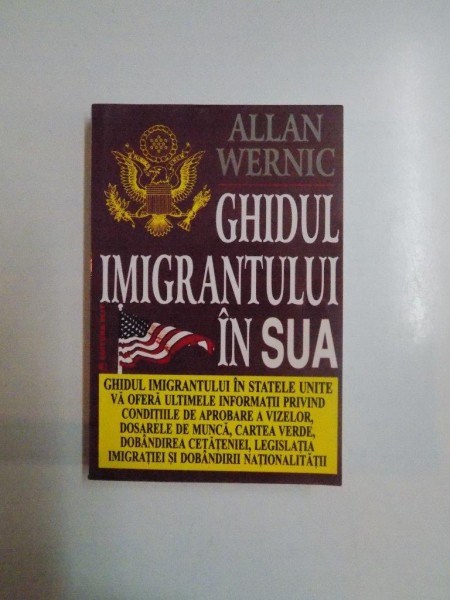 ALLAN
WERNIC
GHIDUL
IMIGRANTULUI
ÎN SUA
GHIDUL IMIGRANTULUI ÎN STATELE UNITE
VĂ OFERĂ ULTIMELE INFORMAȚII PRIVIND
CONDIȚIILE DE APROBARE A VIZELOR,
DOSARELE DE MUNCĂ, CARTEA VERDE,
DOBÂNDIREA CETĂȚENIEI, LEGISLAȚIA
IMIGRAȚIEI ȘI DOBÂNDIRII NAȚIONALITĂȚII